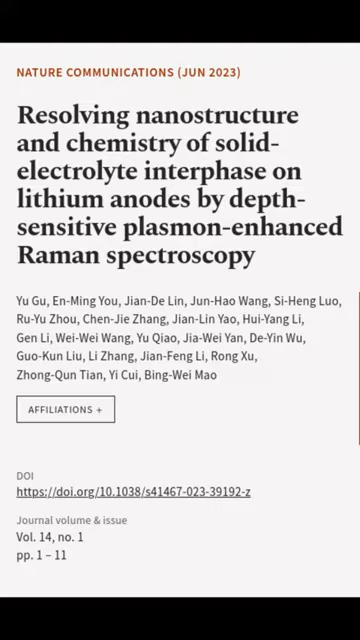 NATURE COMMUNICATIONS (JUN 2023)
Resolving nanostructure
and chemistry of solid-
electrolyte interphase on
lithium anodes by depth-
sensitive plasmon-enhanced
Raman spectroscopy
Yu Gu, En-Ming You, Jian-De Lin, Jun-Hao Wang, Si-Heng Luo,
Ru-Yu Zhou, Chen-Jie Zhang, Jian-Lin Yao, Hui-Yang Li,
Gen Li, Wei-Wei Wang, Yu Qiao, Jia-Wei Yan, De-Yin Wu,
Guo-Kun Liu, Li Zhang, Jian-Feng Li, Rong Xu,
Zhong-Qun Tian, Yi Cui, Bing-Wei Mao
AFFILIATIONS +
DOI
https://doi.org/10.1038/s41467-023-39192-z
Journal volume & issue
Vol. 14, no. 1
pp. 1 – 11